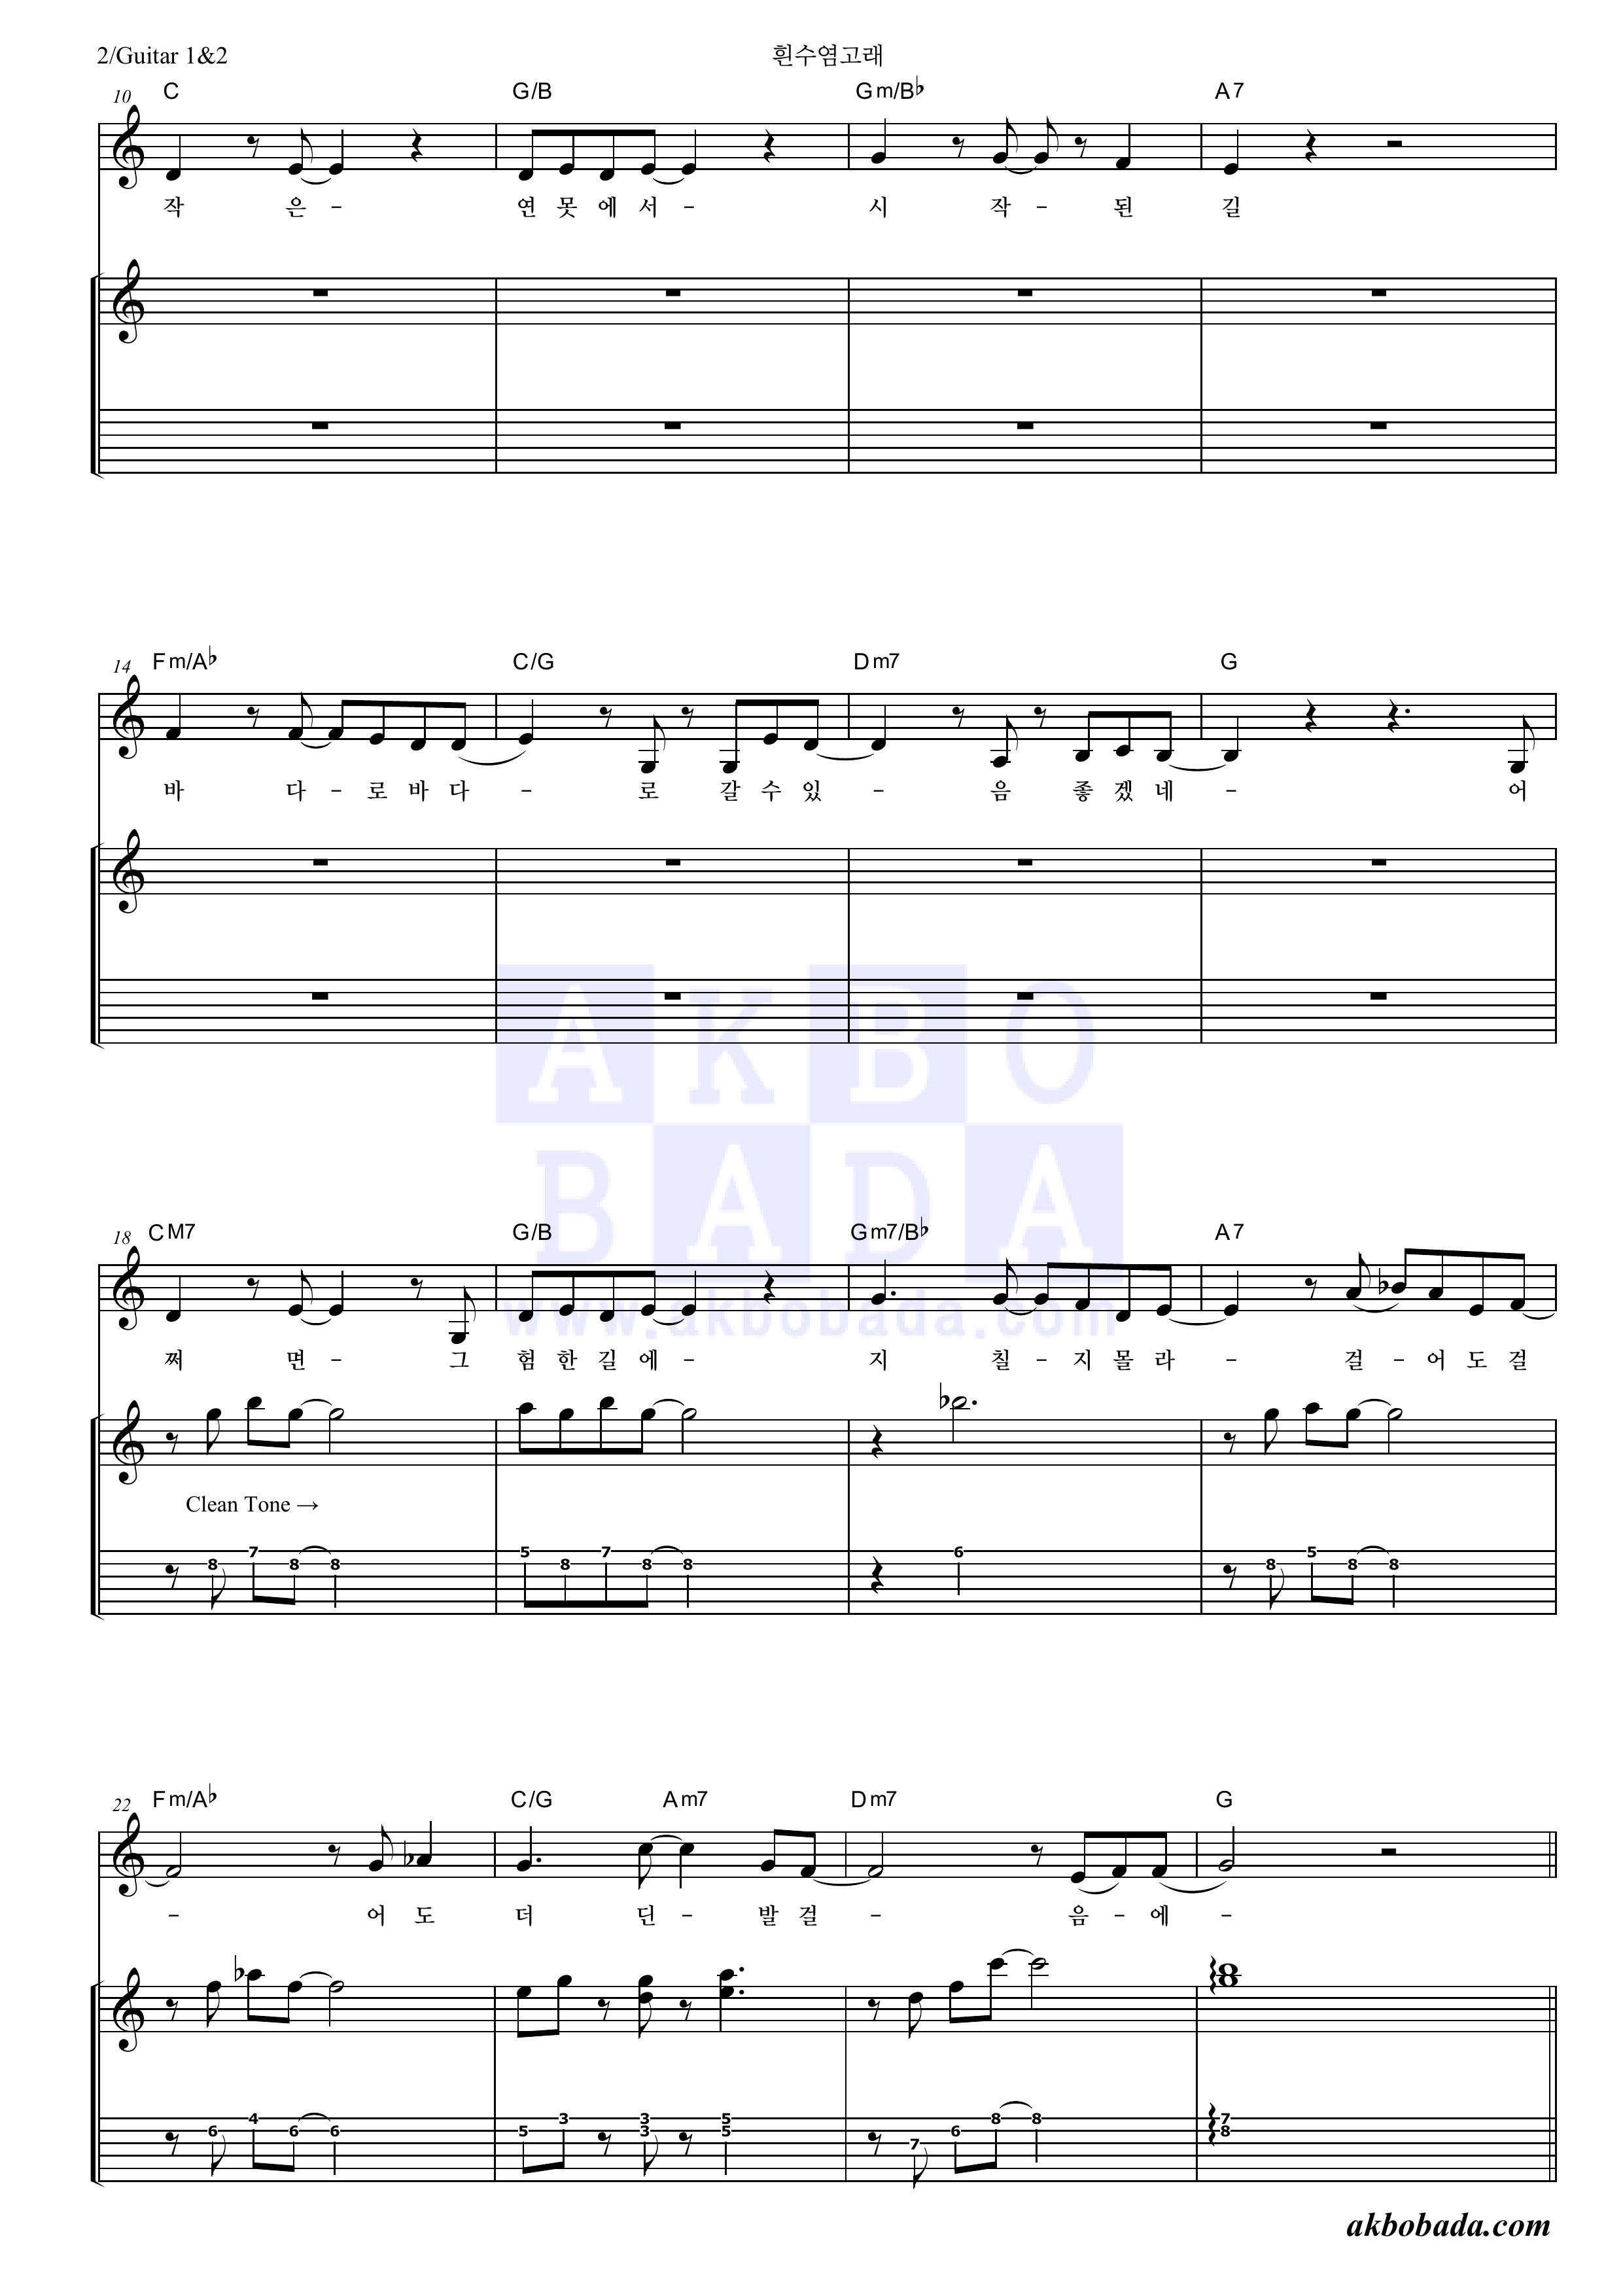 2/Guitar 1&2 흰수염고래
10 C G/B Gm/B♭ A7
작 은- 연 못 에 서- 시 작- 된 길
14 Fm/A♭ C/G Dm7 G
바 다- 로 바 다 - 로 갈 수 있 - 음 좋 겠 네 - 어
AKBO
BADA
18 CM7 G/B Gm7/B♭ A7
www.akbobada.com
쩌 면- 그 험 한 길 에- 지 칠- 지 몰 라 - 걸- 어 도 걸
Clean Tone →
8 7 8 8 5 8 7 8 8 6 8 5 8 8
22 Fm/A♭ C/G Am7 Dm7 G
- 어 도 더 딘- 발 걸 - 음- 에 -
6 4 6 6 5 3 3 3 5 5 7 6 8 8 7 8
akbobada.com